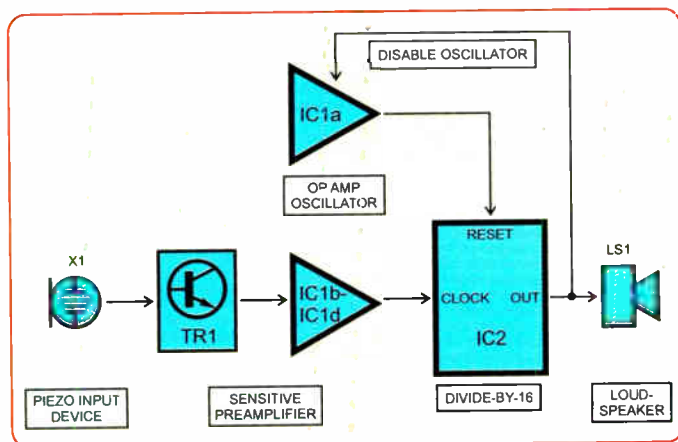 DISABLE OSCILLATOR
IC1a
OP AMP
OSCILLATOR
RESET
X1
LS1
TR1
IC1b-
IC1d
CLOCK OUT
IC2
PIEZO INPUT
DEVICE
SENSITIVE
PREAMPLIFIER
DIVIDE-BY-16
LOUD-
SPEAKER